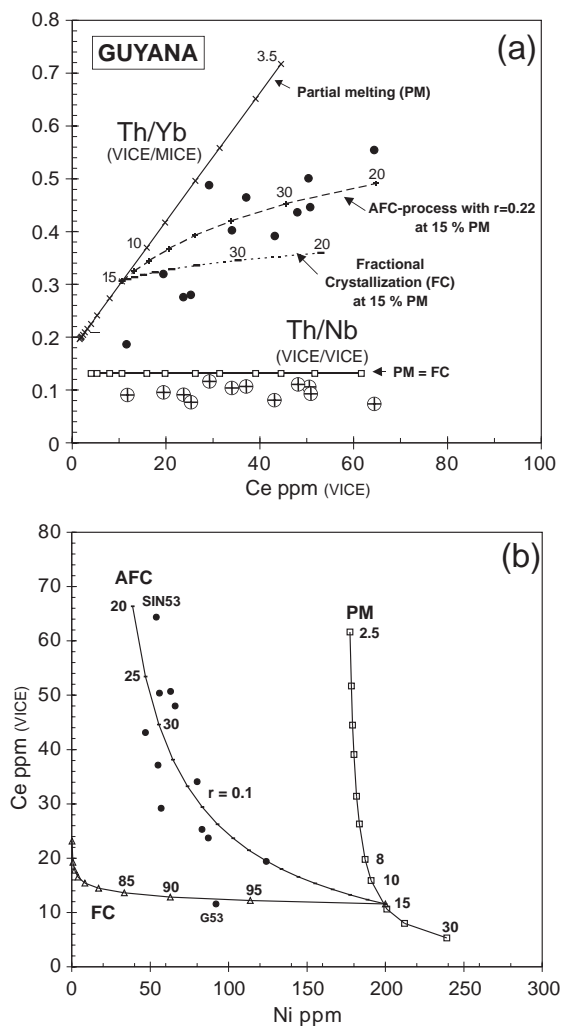 (a)
GUYANA
0.8
0.7
0.6
0.5
0.4
0.3
0.2
0.1
0
3.5
Partial melting (PM)
Th/Yb
(VICE/MICE)
10
15
30
20
AFC-process with r=0.22
at 15 % PM
30
20
Fractional
Crystallization (FC)
at 15 % PM
Th/Nb
(VICE/VICE)
PM = FC
0 20 40 60 80 100
Ce ppm (VICE)
(b)
80
70
60
50
40
30
20
10
0
Ce ppm (VICE)
AFC
20
SIN53
25
30
r = 0.1
PM
2.5
8
10
15
30
85
90
95
FC
G53
0 50 100 150 200 250 300
Ni ppm